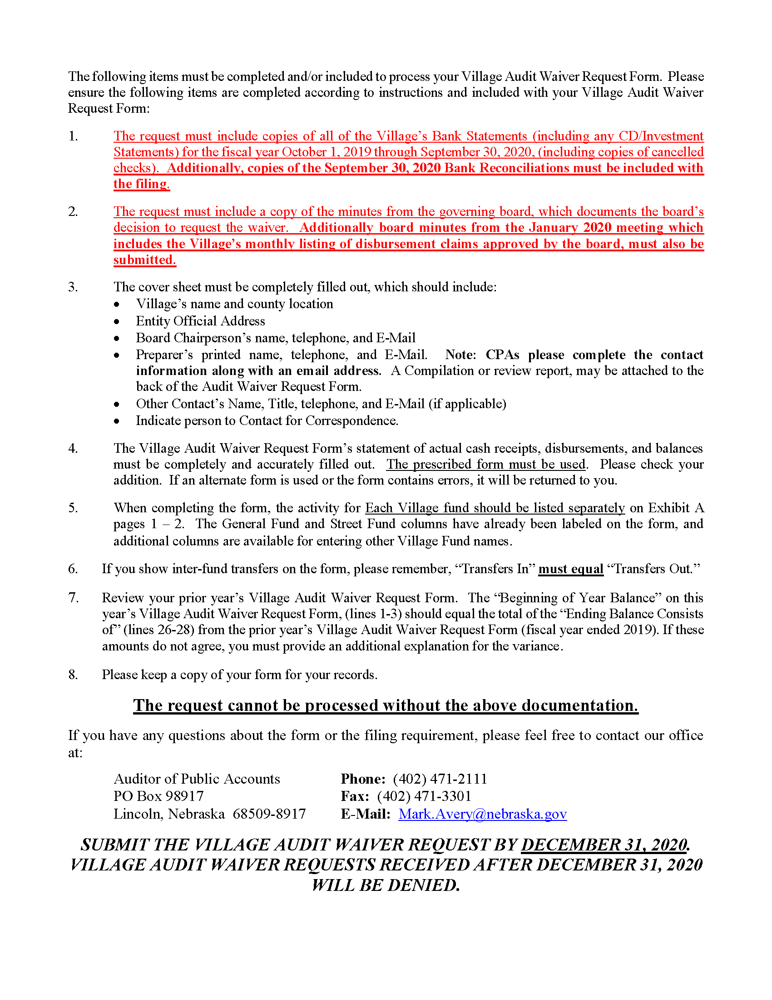 The following items must be completed and/or included to process your Village Audit Waiver Request Form. Please
ensure the following items are completed according to instructions and included with your Village Audit Waiver
Request Form:
1. The request must include copies of all of the Village’s Bank Statements (including any CD/Investment
Statements) for the fiscal year October 1, 2019 through September 30, 2020, (including copies of cancelled
checks). Additionally, copies of the September 30, 2020 Bank Reconciliations must be included with
the filing.
2. The request must include a copy of the minutes from the governing board, which documents the board’s
decision to request the waiver. Additionally board minutes from the January 2020 meeting which
includes the Village’s monthly listing of disbursement claims approved by the board, must also be
submitted.
3. The cover sheet must be completely filled out, which should include:
• Village’s name and county location
• Entity Official Address
• Board Chairperson’s name, telephone, and E-Mail
• Preparer’s printed name, telephone, and E-Mail. Note: CPAs please complete the contact
information along with an email address. A Compilation or review report, may be attached to the
back of the Audit Waiver Request Form.
• Other Contact’s Name, Title, telephone, and E-Mail (if applicable)
• Indicate person to Contact for Correspondence.
4. The Village Audit Waiver Request Form’s statement of actual cash receipts, disbursements, and balances
must be completely and accurately filled out. The prescribed form must be used. Please check your
addition. If an alternate form is used or the form contains errors, it will be returned to you.
5. When completing the form, the activity for Each Village fund should be listed separately on Exhibit A
pages 1 – 2. The General Fund and Street Fund columns have already been labeled on the form, and
additional columns are available for entering other Village Fund names.
6. If you show inter-fund transfers on the form, please remember, “Transfers In” must equal “Transfers Out.”
7. Review your prior year’s Village Audit Waiver Request Form. The “Beginning of Year Balance” on this
year’s Village Audit Waiver Request Form, (lines 1-3) should equal the total of the “Ending Balance Consists
of” (lines 26-28) from the prior year’s Village Audit Waiver Request Form (fiscal year ended 2019). If these
amounts do not agree, you must provide an additional explanation for the variance.
8. Please keep a copy of your form for your records.
The request cannot be processed without the above documentation.
If you have any questions about the form or the filing requirement, please feel free to contact our office
at:
Auditor of Public Accounts Phone: (402) 471-2111
PO Box 98917 Fax: (402) 471-3301
Lincoln, Nebraska 68509-8917 E-Mail: Mark.Avery@nebraska.gov
SUBMIT THE VILLAGE AUDIT WAIVER REQUEST BY DECEMBER 31, 2020.
VILLAGE AUDIT WAIVER REQUESTS RECEIVED AFTER DECEMBER 31, 2020
WILL BE DENIED.